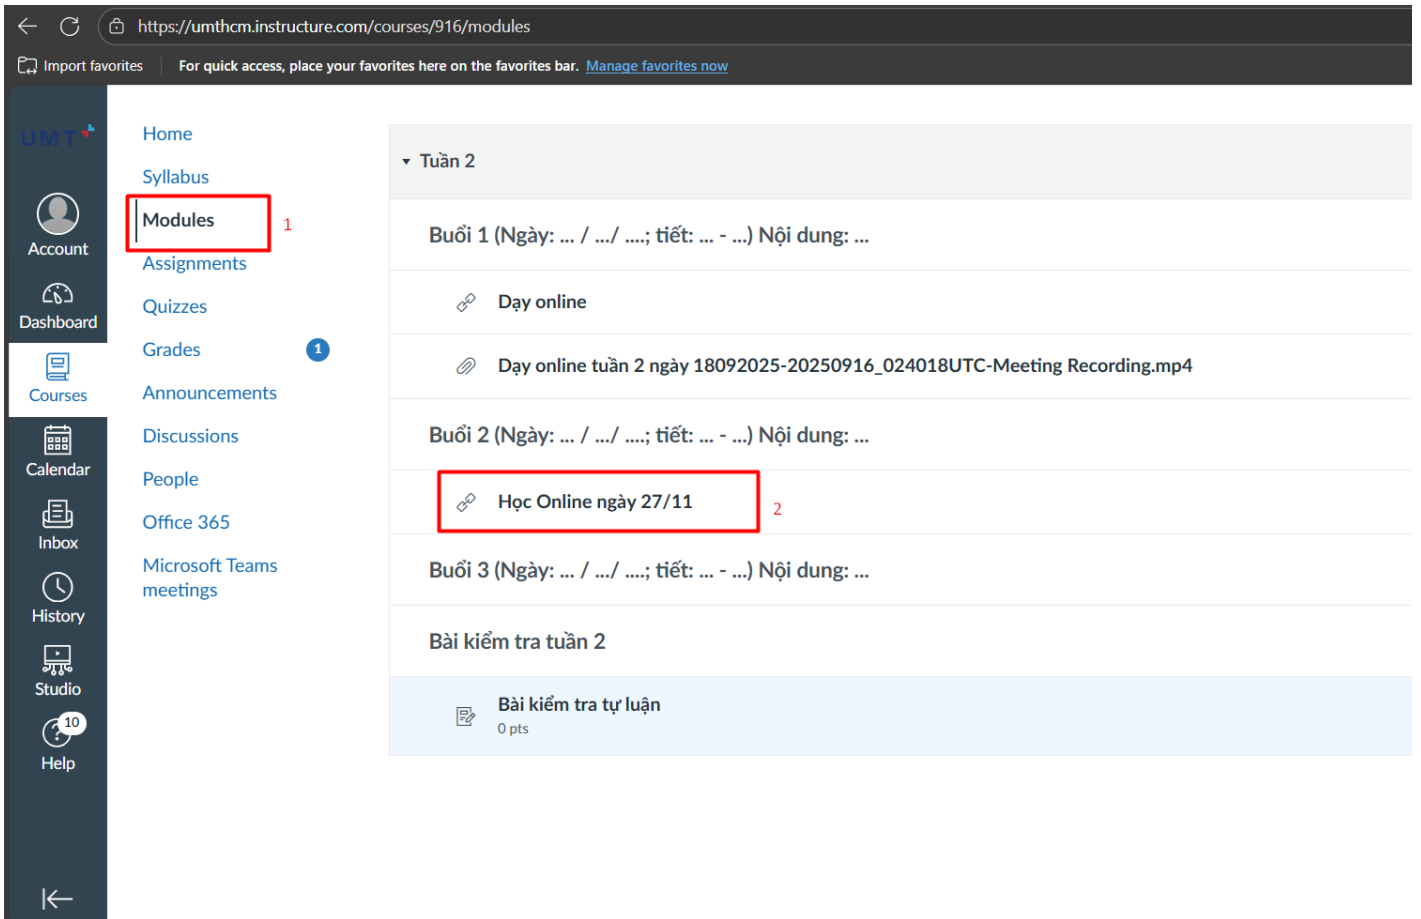 https://umthcm.instructure.com/courses/916/modules
Import favorites
For quick access, place your favorites here on the favorites bar. Manage favorites now
UMT
Account
Dashboard
Courses
Calendar
Inbox
History
Studio
10
Help
Home
Syllabus
Modules
1
Assignments
Quizzes
Grades
1
Announcements
Discussions
People
Office 365
Microsoft Teams
meetings
Tuần 2
Buổi 1 (Ngày: ... / .../ ....; tiết: ... - ...) Nội dung: ...
Dạy online
Dạy online tuần 2 ngày 18092025-20250916_024018UTC-Meeting Recording.mp4
Buổi 2 (Ngày: ... / .../ ....; tiết: ... - ...) Nội dung: ...
Học Online ngày 27/11
2
Buổi 3 (Ngày: ... / .../ ....; tiết: ... - ...) Nội dung: ...
Bài kiểm tra tuần 2
Bài kiểm tra tự luận
0 pts